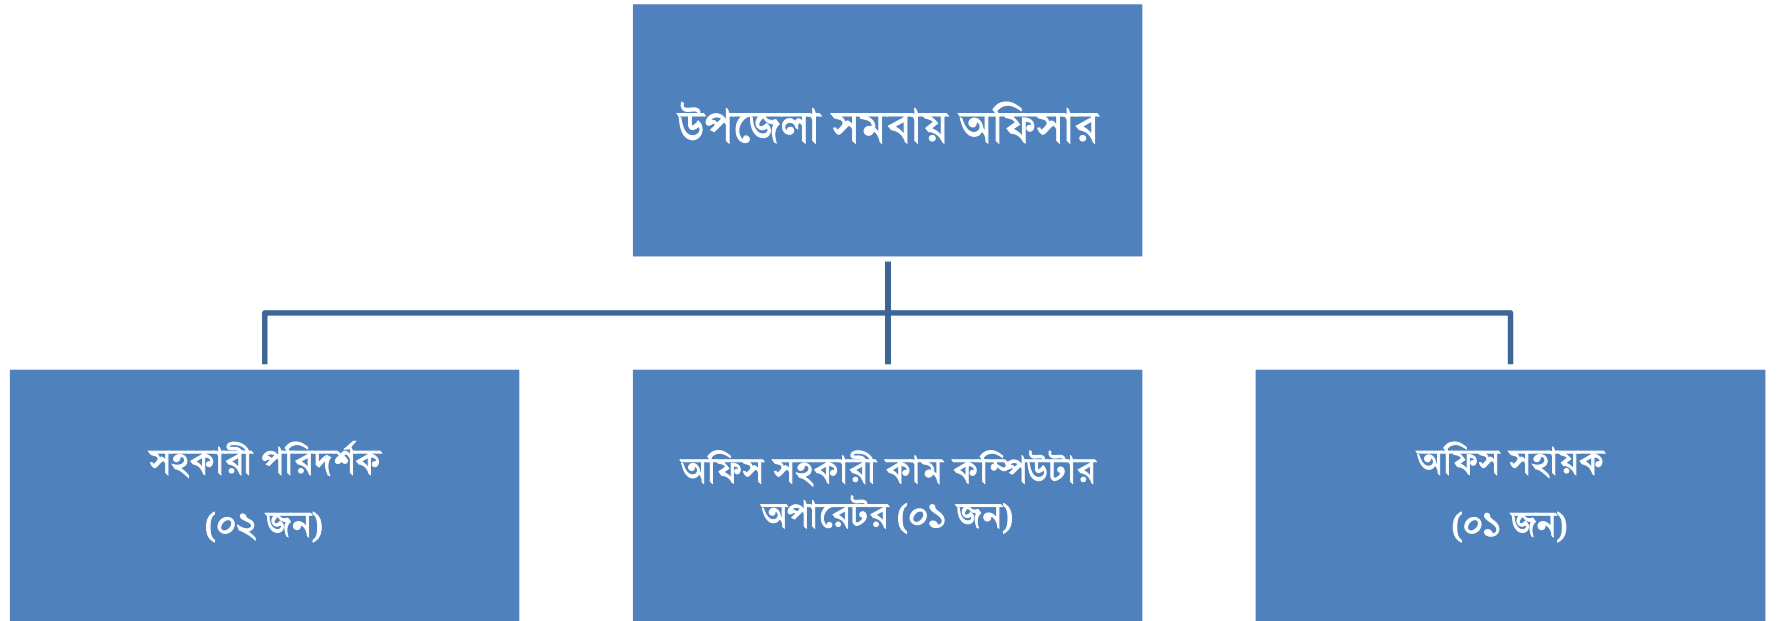 উপজেলা সমবায় অফিসার
সহকারী পরিদর্শক
(০২ জন)
অফিস সহকারী কাম কম্পিউটার
অপারেটর (০১ জন)
অফিস সহায়ক
(০১ জন)